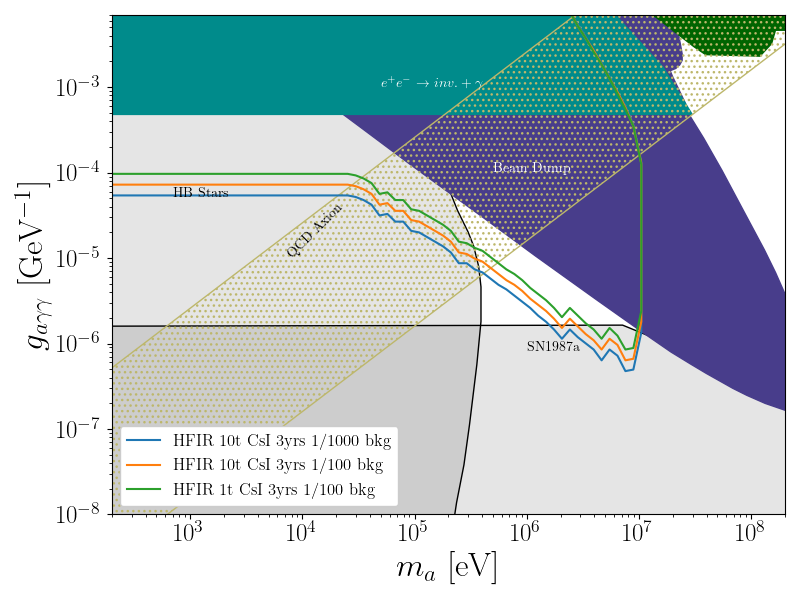 10⁻³
10⁻⁴
10⁻⁵
10⁻⁶
10⁻⁷
10⁻⁸
g_{aγγ} [GeV⁻¹]
e⁺e⁻ → inv. + γ
Beam Dump
HB Stars
QCD Axion
SN1987a
HFIR 10t CsI 3yrs 1/1000 bkg
HFIR 10t CsI 3yrs 1/100 bkg
HFIR 1t CsI 3yrs 1/100 bkg
10³ 10⁴ 10⁵ 10⁶ 10⁷ 10⁸
m_a [eV]